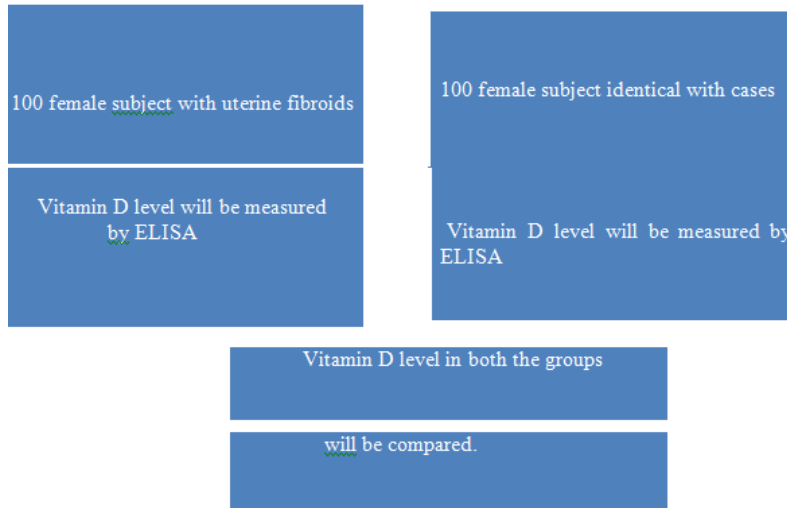 100 female subject with uterine fibroids
100 female subject identical with cases
Vitamin D level will be measured
by ELISA
Vitamin D level will be measured by
ELISA
Vitamin D level in both the groups
will be compared.